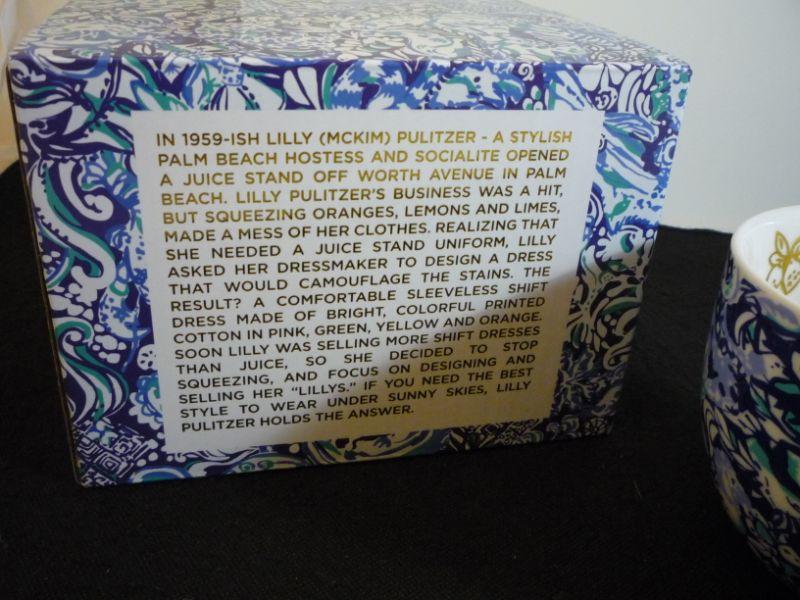 IN 1959-ISH LILLY (MCKIM) PULITZER - A STYLISH
PALM BEACH HOSTESS AND SOCIALITE OPENED
A JUICE STAND OFF WORTH AVENUE IN PALM
BEACH. LILLY PULITZER'S BUSINESS WAS A HIT,
BUT SQUEEZING ORANGES, LEMONS AND LIMES,
MADE A MESS OF HER CLOTHES. REALIZING THAT
SHE NEEDED A JUICE STAND UNIFORM, LILLY
ASKED HER DRESSMAKER TO DESIGN A DRESS
THAT WOULD CAMOUFLAGE THE STAINS. THE
RESULT? A COMFORTABLE SLEEVELESS SHIFT
DRESS MADE OF BRIGHT, COLORFUL PRINTED
COTTON IN PINK, GREEN, YELLOW AND ORANGE.
SOON LILLY WAS SELLING MORE SHIFT DRESSES
THAN JUICE, SO SHE DECIDED TO STOP
SQUEEZING, AND FOCUS ON DESIGNING AND
SELLING HER "LILLYS." IF YOU NEED THE BEST
STYLE TO WEAR UNDER SUNNY SKIES, LILLY
PULITZER HOLDS THE ANSWER.